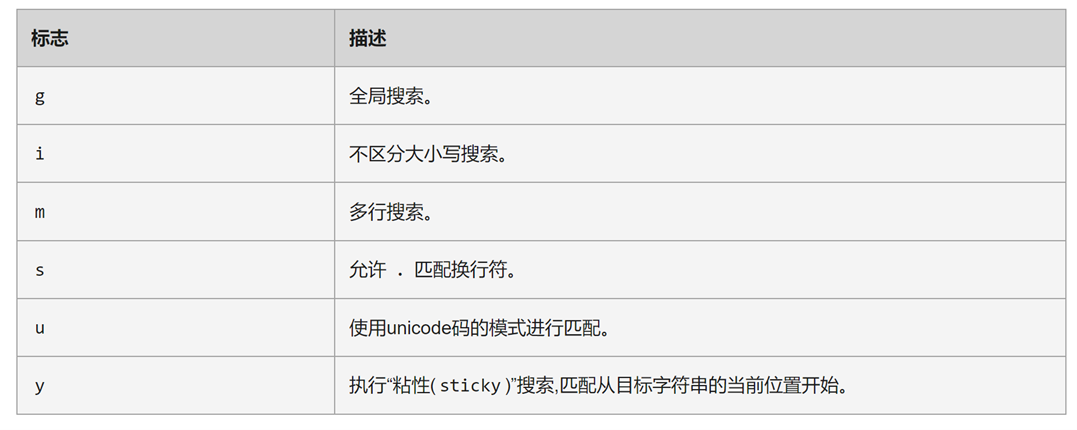 标志 描述
g 全局搜索。
i 不区分大小写搜索。
m 多行搜索。
s 允许 . 匹配换行符。
u 使用unicode码的模式进行匹配。
y 执行“粘性(sticky)”搜索,匹配从目标字符串的当前位置开始。